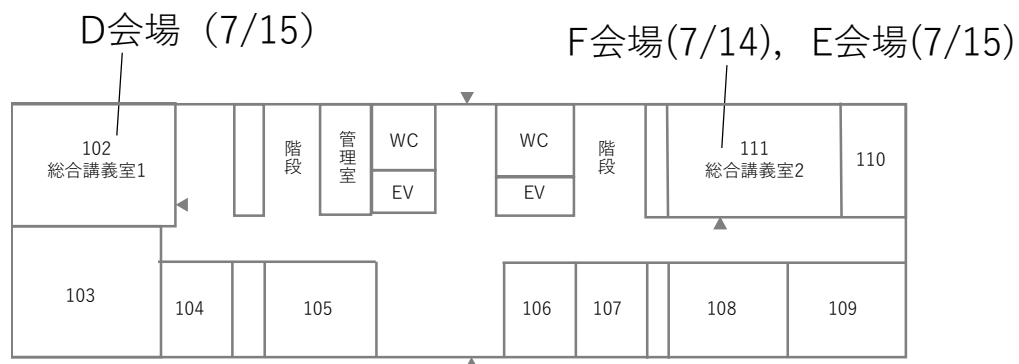 D会場（7/15）
F会場(7/14)，E会場(7/15)
102
総合講義室1
階段
管理室
WC
EV
WC
EV
階段
111
総合講義室2
110
103
104
105
106
107
108
109